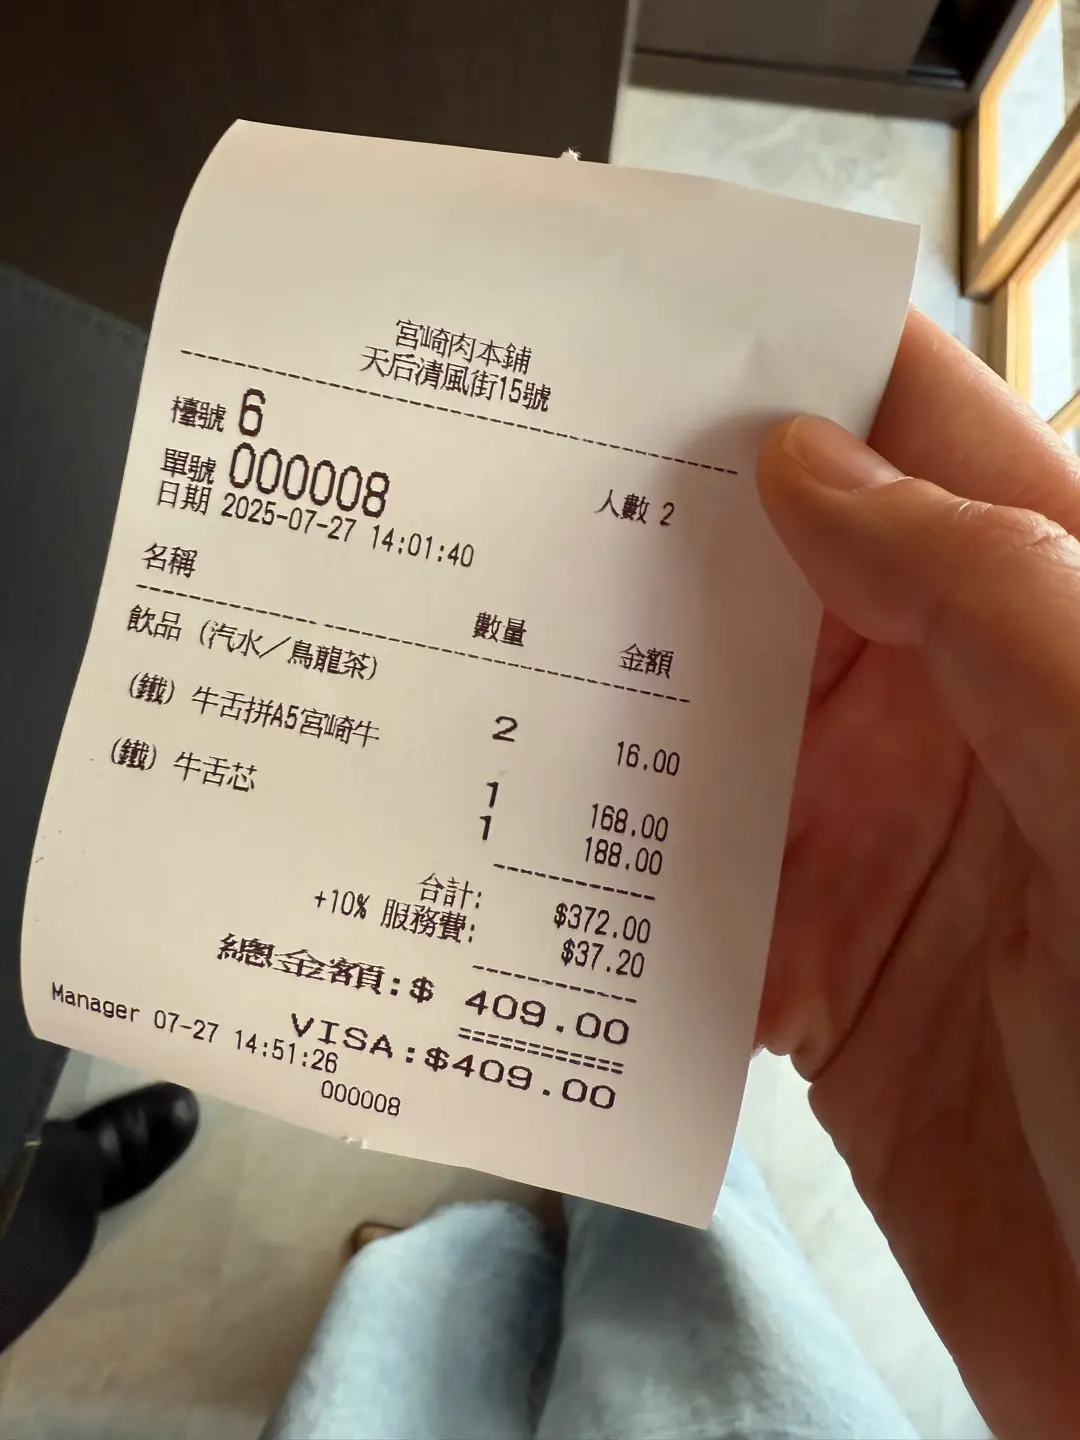 宮崎肉本鋪
天后清風街15號
檯號 6
單號 000008 人數 2
日期 2025-07-27 14:01:40
名稱 數量 金額
飲品 (汽水／烏龍茶) 2 16.00
(鐵) 牛舌拼A5宮崎牛 1 168.00
(鐵) 牛舌芯 1 188.00
合計: $372.00
+10% 服務費: $37.20
總金額:$ 409.00
VISA:$409.00
Manager 07-27 14:51:26
000008